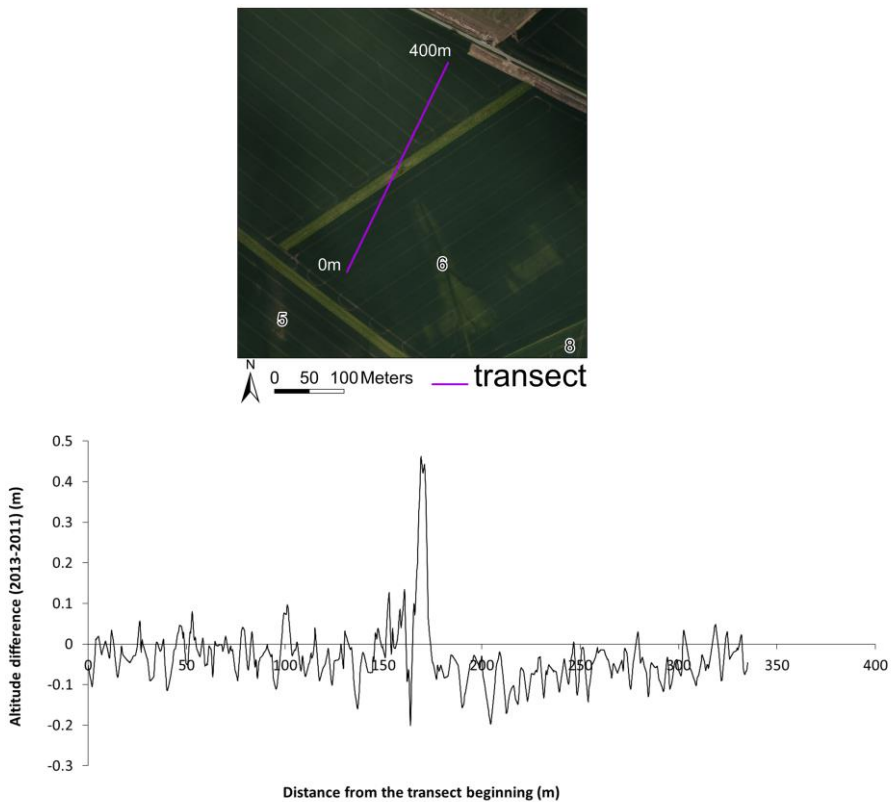 400m
0m
6
5
8
N
0 50 100 Meters transect
0.5
0.4
0.3
0.2
0.1
0
-0.1
-0.2
-0.3
0 50 100 150 200 250 300 350 400
Altitude difference (2013-2011) (m)
Distance from the transect beginning (m)